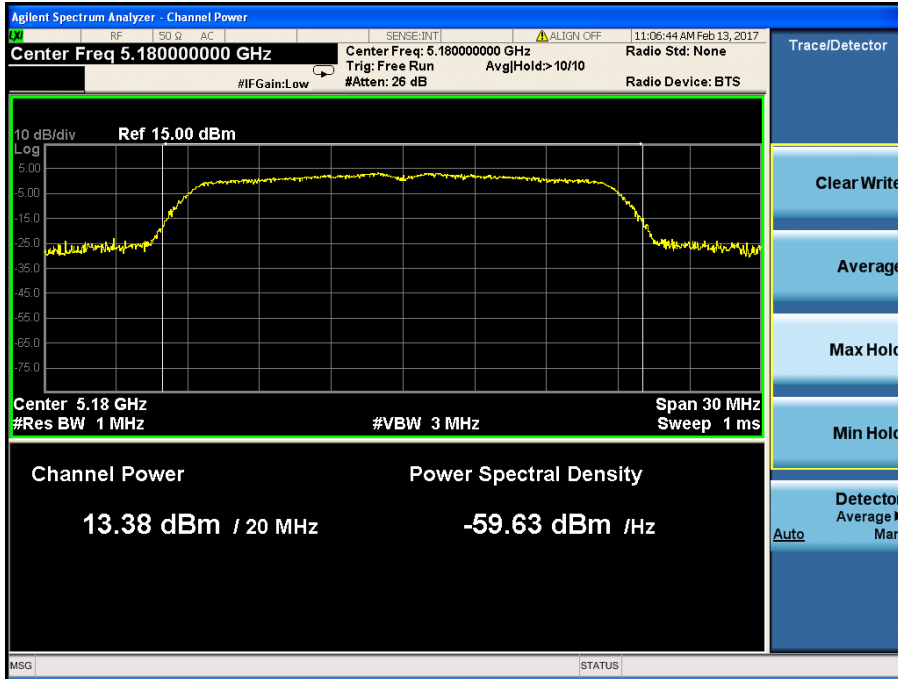 Agilent Spectrum Analyzer - Channel Power
LXI RF 50 Ω AC SENSE:INT ALIGN OFF 11:06:44 AM Feb 13, 2017
Center Freq 5.180000000 GHz
Center Freq: 5.180000000 GHz Radio Std: None
Trig: Free Run Avg|Hold:>10/10
#IFGain:Low #Atten: 26 dB Radio Device: BTS
Trace/Detector
10 dB/div Ref 15.00 dBm
Log
5.00
-5.00
-15.0
-25.0
-35.0
-45.0
-55.0
-65.0
-75.0
Center 5.18 GHz Span 30 MHz
#Res BW 1 MHz #VBW 3 MHz Sweep 1 ms
Channel Power Power Spectral Density
13.38 dBm / 20 MHz -59.63 dBm /Hz
Clear Write
Average
Max Hold
Min Hold
Detector
Average
Auto Man
MSG STATUS